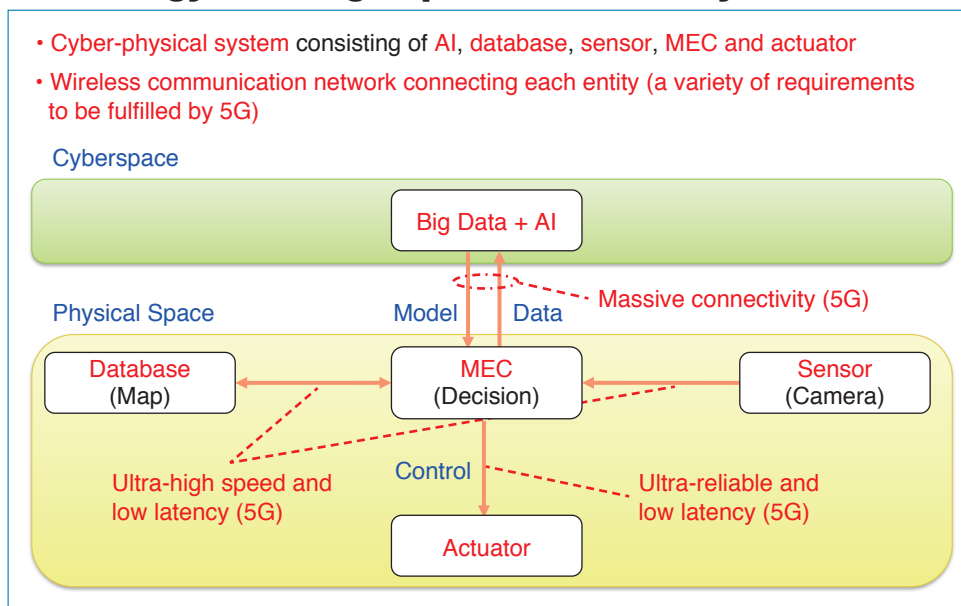 • Cyber-physical system consisting of AI, database, sensor, MEC and actuator
• Wireless communication network connecting each entity (a variety of requirements
to be fulfilled by 5G)
Cyberspace
Big Data + AI
Massive connectivity (5G)
Physical Space
Model
Data
Database
(Map)
MEC
(Decision)
Sensor
(Camera)
Ultra-high speed and
low latency (5G)
Control
Ultra-reliable and
low latency (5G)
Actuator